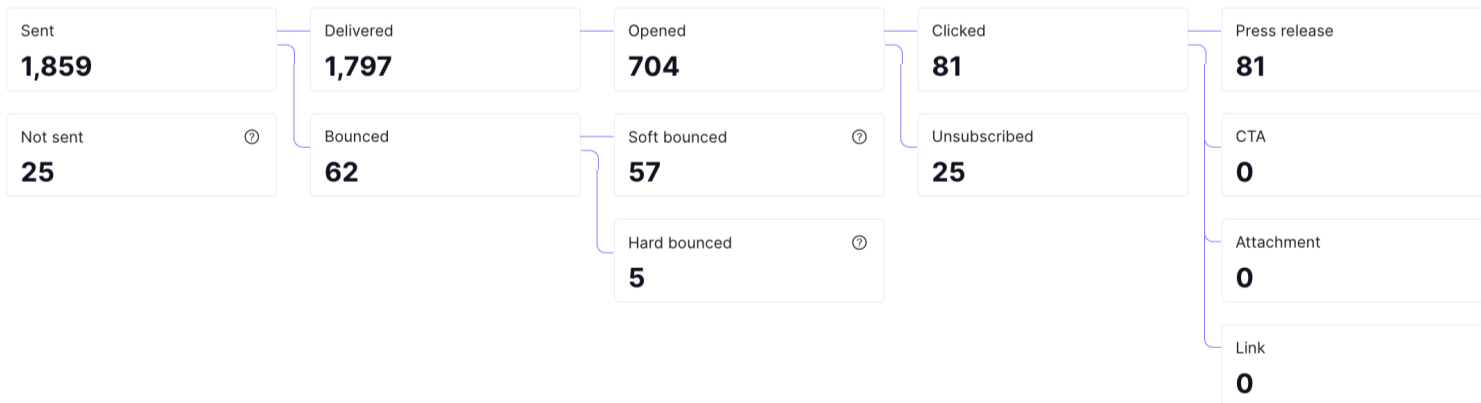 Sent
1,859
Delivered
1,797
Opened
704
Clicked
81
Press release
81
Not sent
25
Bounced
62
Soft bounced
57
Unsubscribed
25
CTA
0
Hard bounced
5
Attachment
0
Link
0